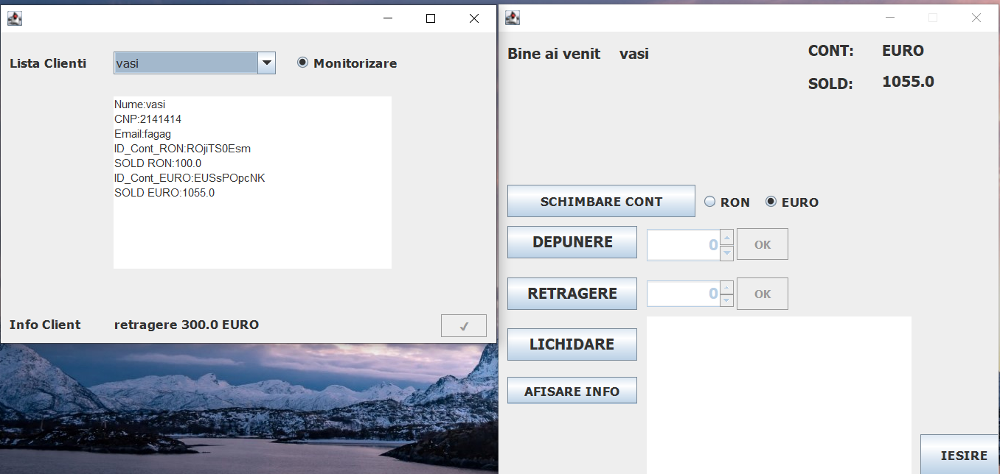 Lista Clienti vasi Monitorizare
Nume:vasi
CNP:2141414
Email:fagag
ID_Cont_RON:ROjiTS0Esm
SOLD RON:100.0
ID_Cont_EURO:EUSsPOpcNK
SOLD EURO:1055.0
Info Client retragere 300.0 EURO ✓
Bine ai venit vasi CONT: EURO
SOLD: 1055.0
SCHIMBARE CONT RON EURO
DEPUNERE 0 OK
RETRAGERE 0 OK
LICHIDARE
AFISARE INFO
IESIRE